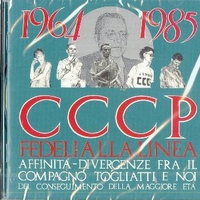 1964 1985
CCCP
FEDELI ALLA LINEA
AFFINITÀ-DIVERGENZE FRA IL
COMPAGNO TOGLIATTI E NOI
DEL CONSEGUIMENTO DELLA MAGGIORE ETÀ